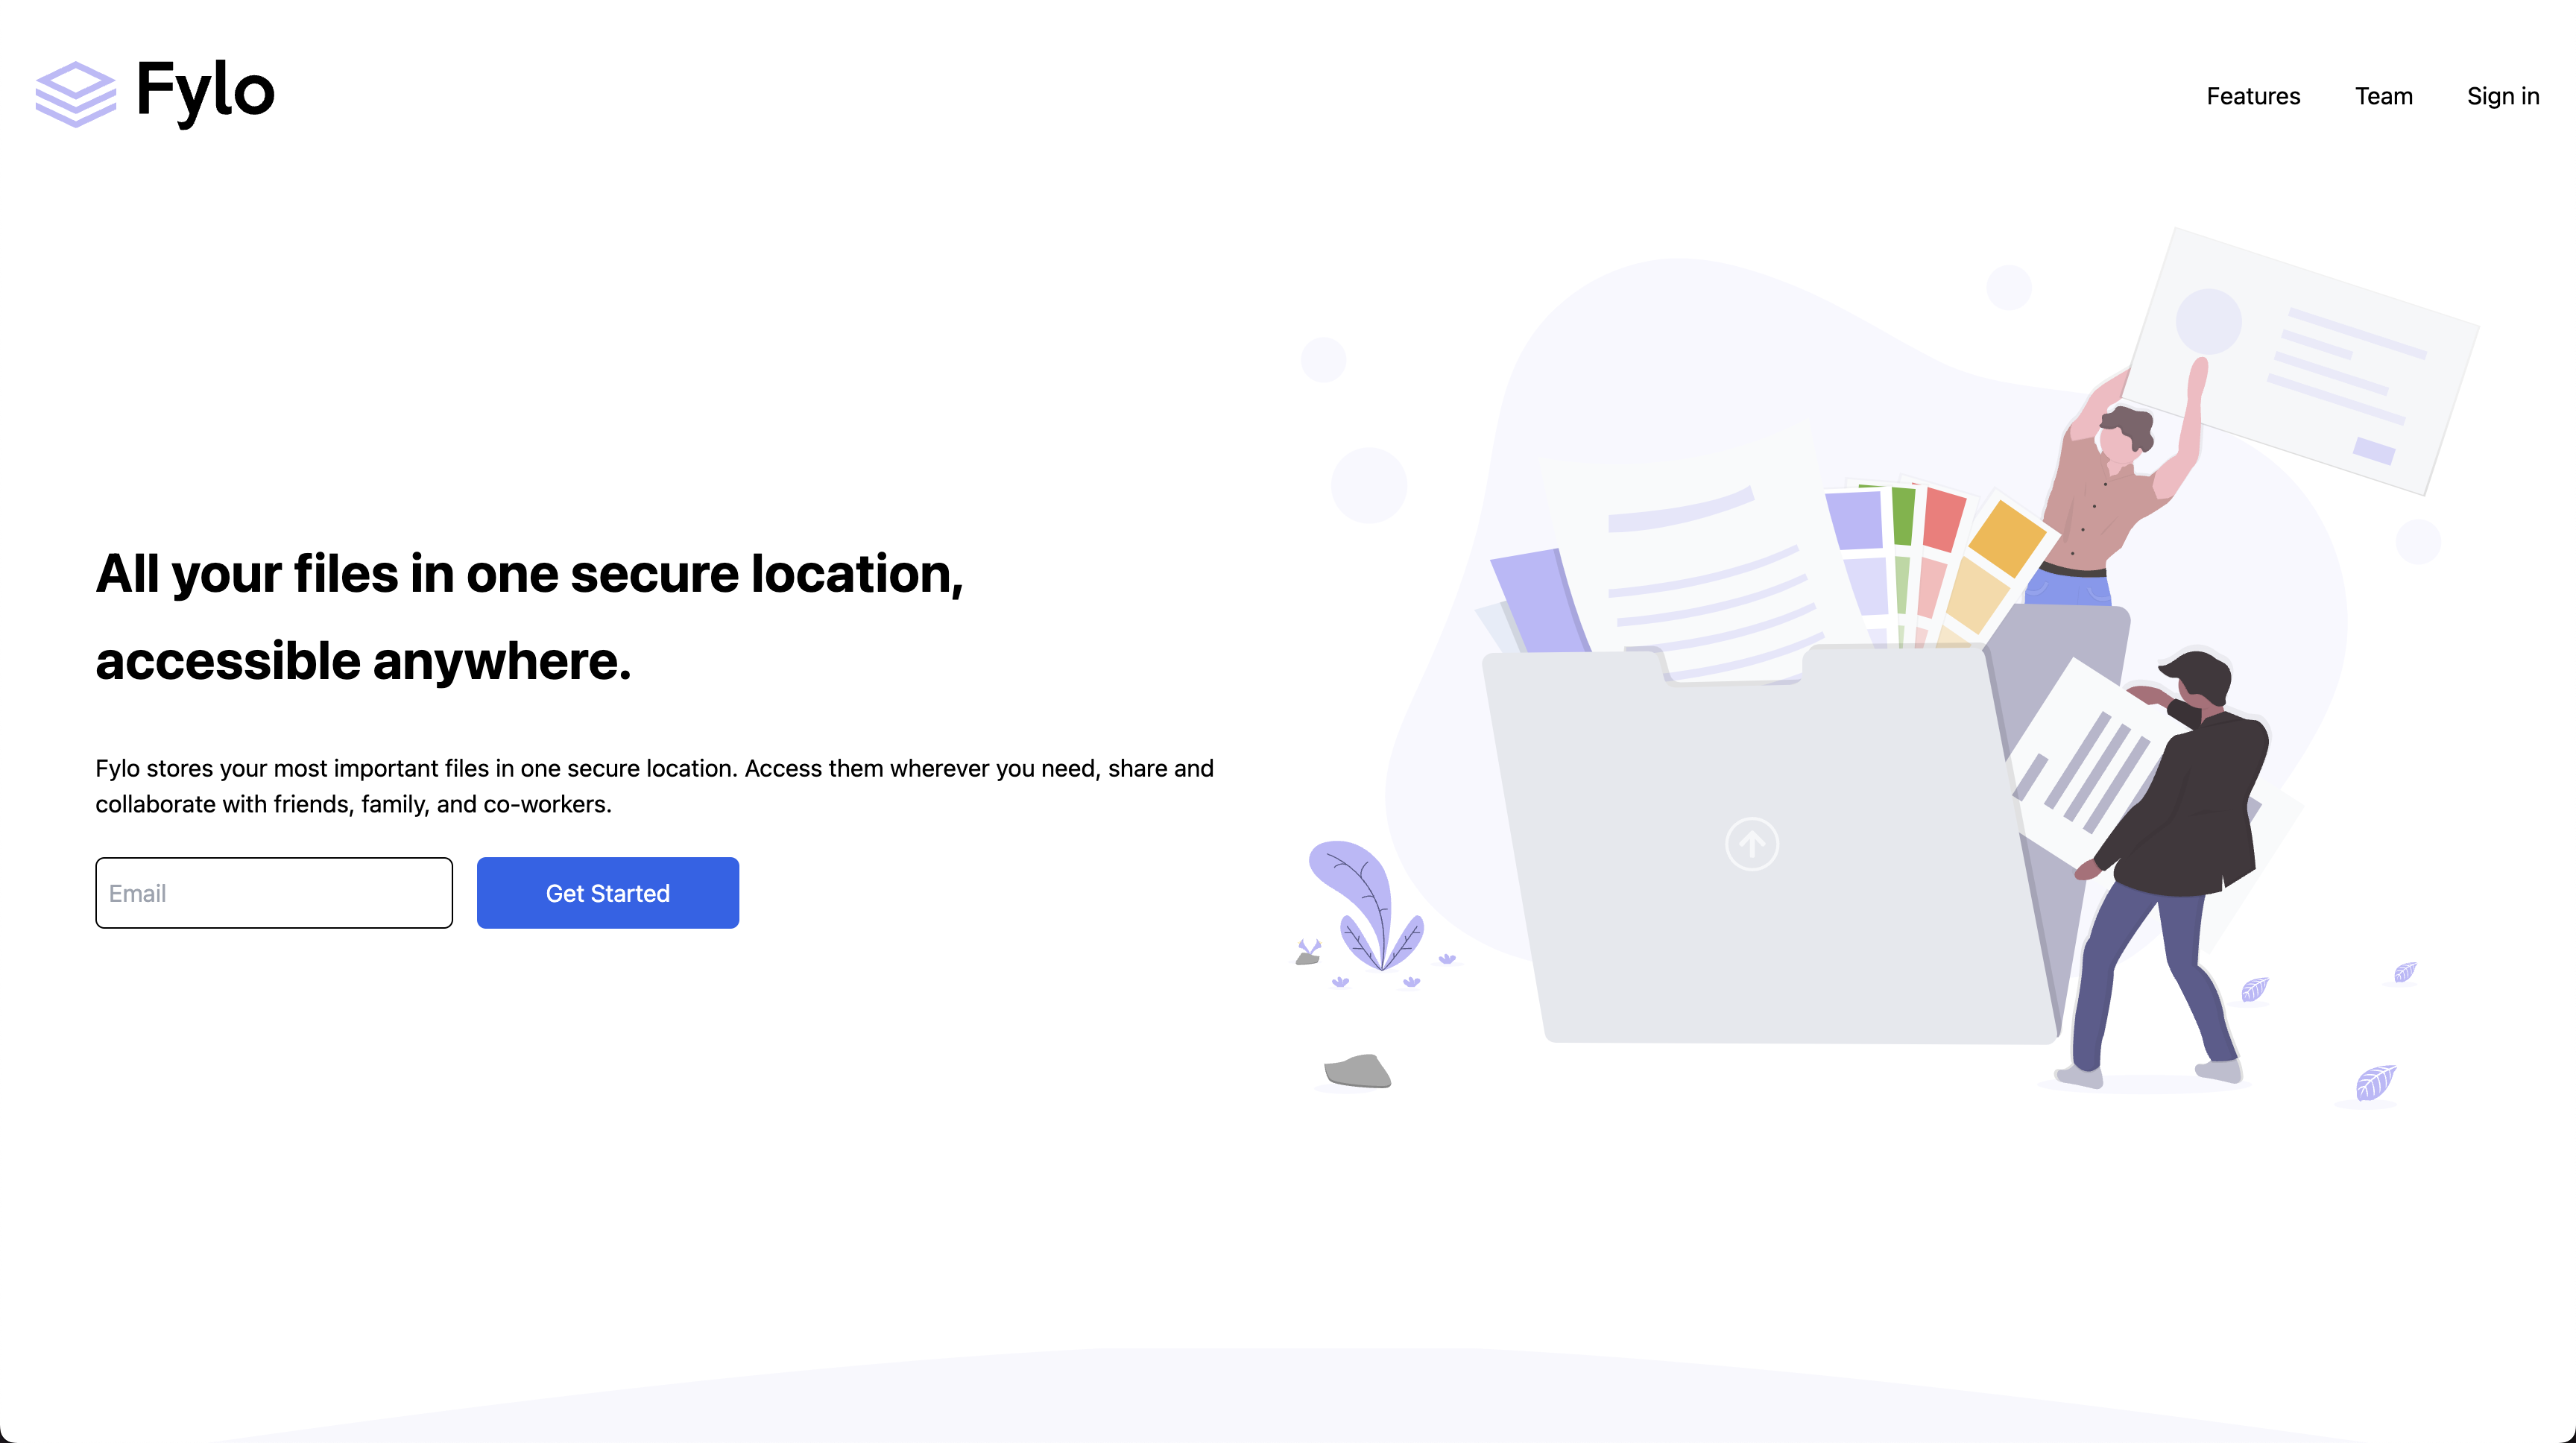 Fylo
Features
Team
Sign in
All your files in one secure location,
accessible anywhere.
Fylo stores your most important files in one secure location. Access them wherever you need, share and
collaborate with friends, family, and co-workers.
Email
Get Started